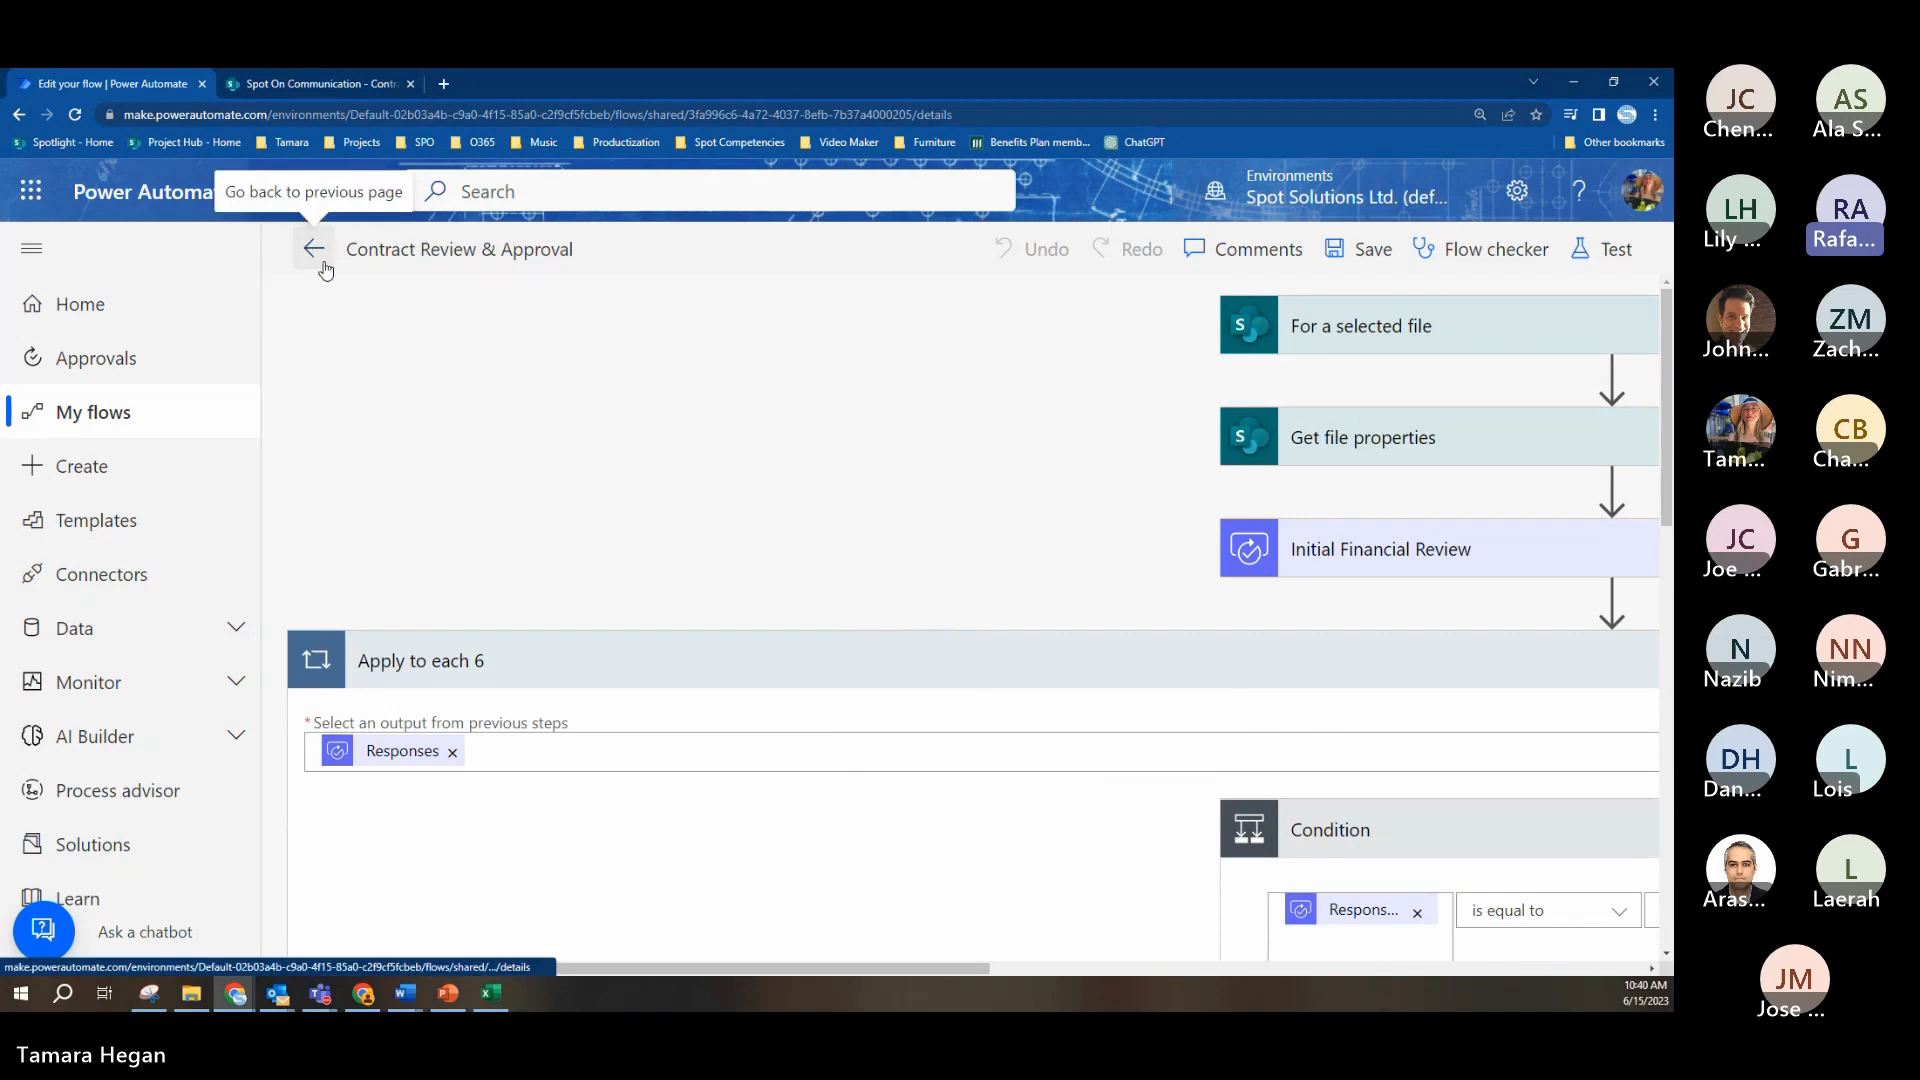 Edit your flow | Power Automate
Spot On Communication - Contr
make.powerautomate.com/environments/Default-02b03a4b-c9a0-4f15-85a0-c2f9cf5fcbeb/flows/shared/3fa996c6-4a72-4037-8efb-7b37a4000205/details
Spotlight - Home
Project Hub - Home
Tamara
Projects
SPO
O365
Music
Productization
Spot Competencies
Video Maker
Furniture
Benefits Plan memb...
ChatGPT
Other bookmarks
Power Automa
Go back to previous page
Search
Environments
Spot Solutions Ltd. (def...
Contract Review & Approval
Undo
Redo
Comments
Save
Flow checker
Test
Home
Approvals
My flows
Create
Templates
Connectors
Data
Monitor
AI Builder
Process advisor
Solutions
Learn
Ask a chatbot
For a selected file
Get file properties
Initial Financial Review
Apply to each 6
* Select an output from previous steps
Responses
Condition
Respons...
is equal to
make.powerautomate.com/environments/Default-02b03a4b-c9a0-4f15-85a0-c2f9cf5fcbeb/flows/shared/.../details
10:40 AM
6/15/2023
JC
Chen...
AS
Ala S...
LH
Lily ...
RA
Rafa...
John...
ZM
Zach...
Tam...
CB
Cha...
JC
Joe ...
G
Gabr...
N
Nazib
NN
Nim...
DH
Dan...
L
Lois
Aras...
L
Laerah
JM
Jose ...
Tamara Hegan